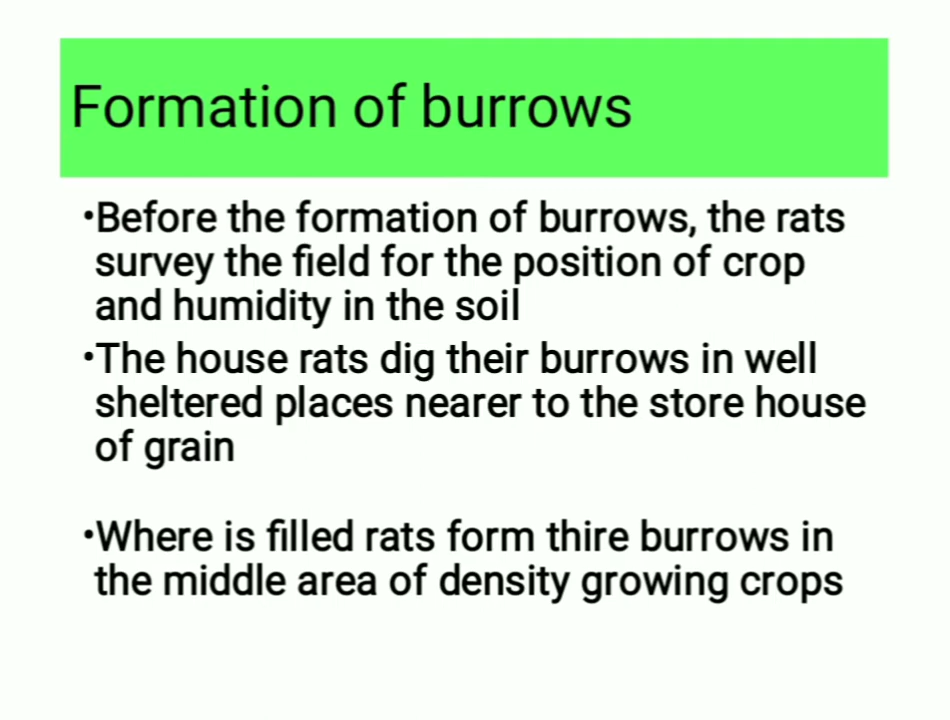 Formation of burrows
•Before the formation of burrows, the rats
survey the field for the position of crop
and humidity in the soil
•The house rats dig their burrows in well
sheltered places nearer to the store house
of grain
•Where is filled rats form thire burrows in
the middle area of density growing crops